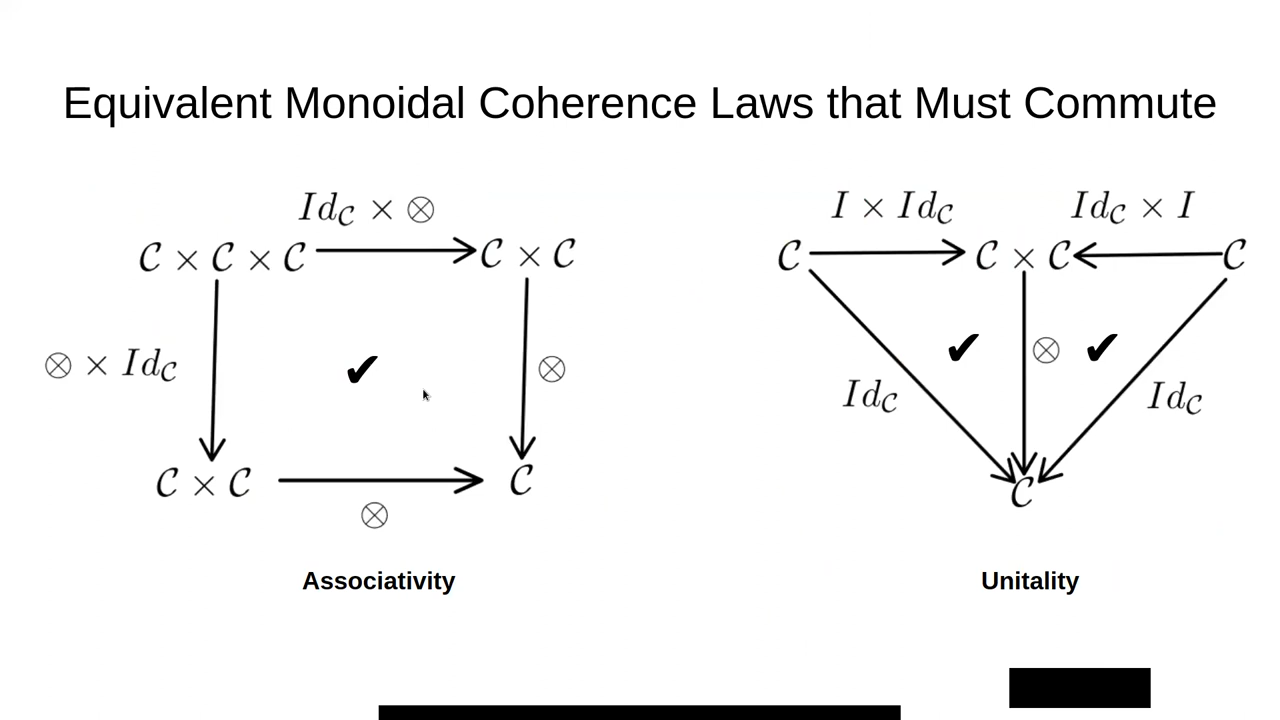 Equivalent Monoidal Coherence Laws that Must Commute
Id𝒞 × ⊗
𝒞 × 𝒞 × 𝒞
𝒞 × 𝒞
⊗ × Id𝒞
✔
⊗
𝒞 × 𝒞
𝒞
⊗
Associativity
I × Id𝒞
Id𝒞 × I
𝒞
𝒞 × 𝒞
𝒞
✔
⊗
✔
Id𝒞
Id𝒞
𝒞
Unitality